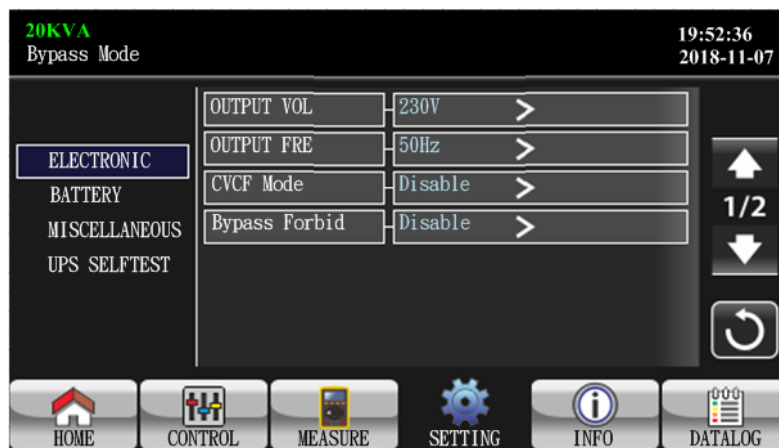 20KVA
Bypass Mode
19:52:36
2018-11-07
ELECTRONIC
BATTERY
MISCELLANEOUS
UPS SELFTEST
OUTPUT VOL 230V >
OUTPUT FRE 50Hz >
CVCF Mode Disable >
Bypass Forbid Disable >
1/2
HOME CONTROL MEASURE SETTING INFO DATALOG